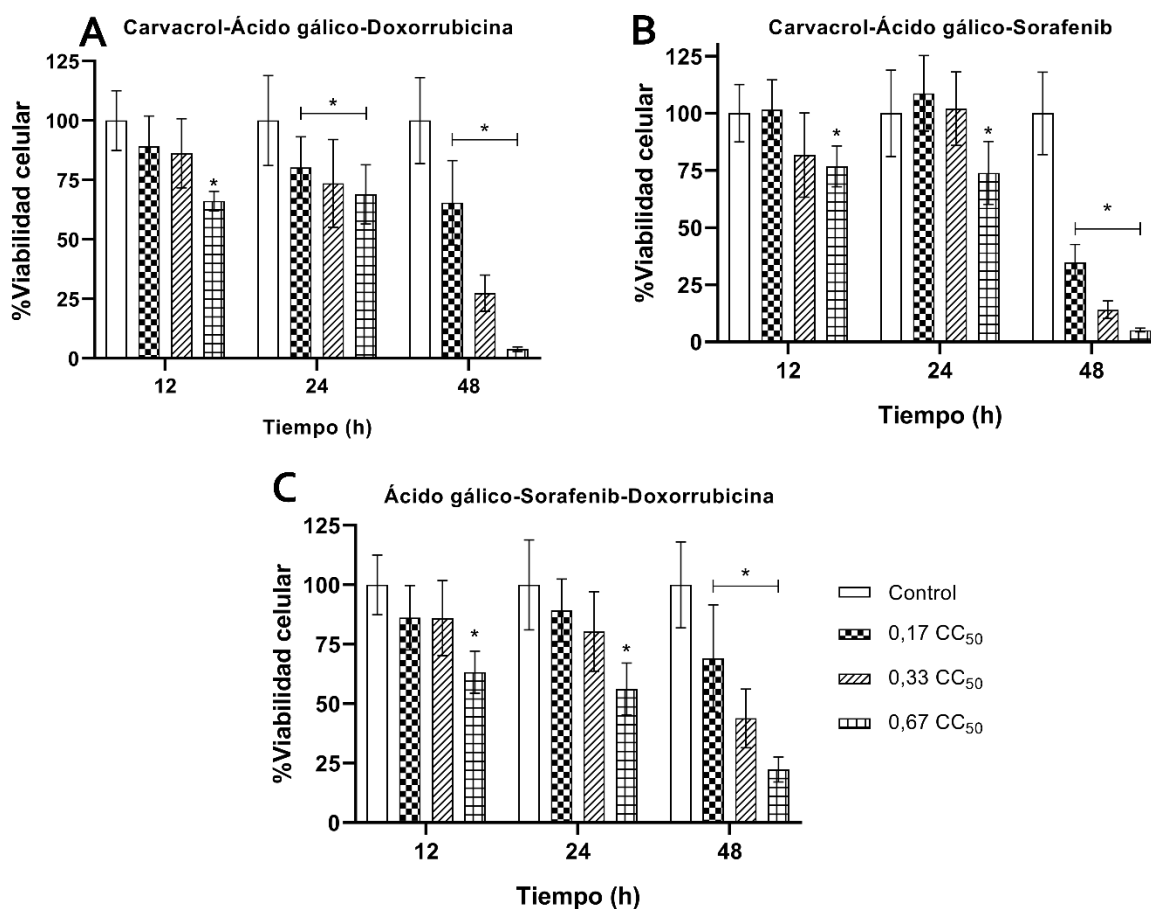 A
Carvacrol-Ácido gálico-Doxorrubicina
%Viabilidad celular
125
100
75
50
25
0
*
*
*
12
24
48
Tiempo (h)
B
Carvacrol-Ácido gálico-Sorafenib
%Viabilidad celular
125
100
75
50
25
0
*
*
*
12
24
48
Tiempo (h)
C
Ácido gálico-Sorafenib-Doxorrubicina
%Viabilidad celular
125
100
75
50
25
0
*
*
*
12
24
48
Tiempo (h)
Control
0,17 CC50
0,33 CC50
0,67 CC50